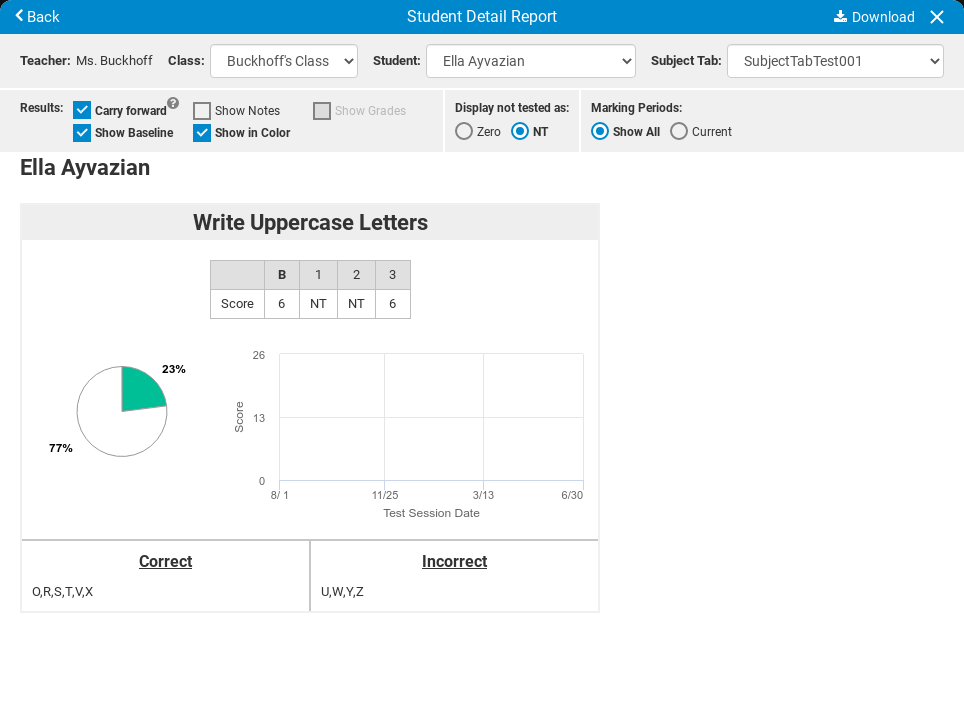 Back
Student Detail Report
Download
Teacher: Ms. Buckhoff
Class: Buckhoff's Class
Student: Ella Ayvazian
Subject Tab: SubjectTabTest001
Results:
Carry forward ?
Show Notes
Show Grades
Show Baseline
Show in Color
Display not tested as:
Zero
NT
Marking Periods:
Show All
Current
Ella Ayvazian
Write Uppercase Letters
B 1 2 3
Score 6 NT NT 6
23%
77%
26
13
0
Score
8/ 1 11/25 3/13 6/30
Test Session Date
Correct
O,R,S,T,V,X
Incorrect
U,W,Y,Z